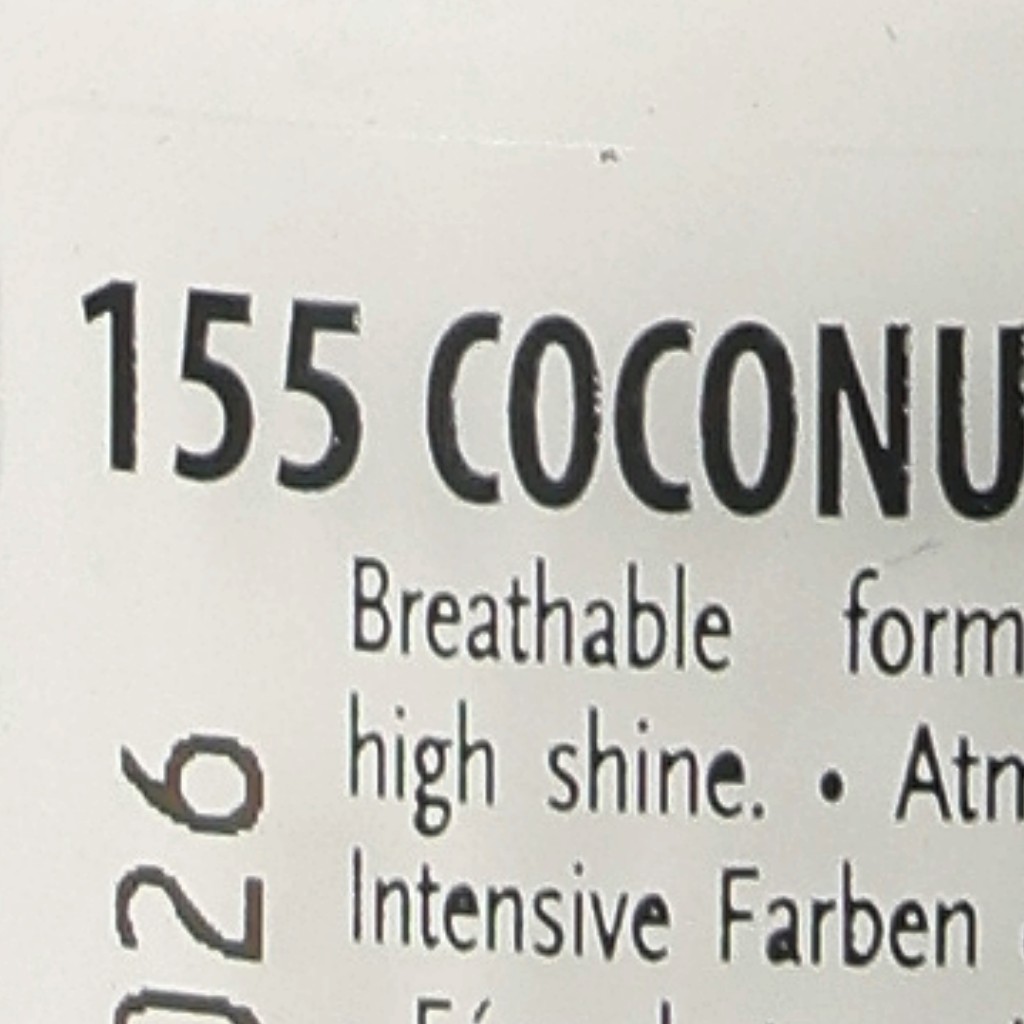 155 COCONU
Breathable form
high shine. • Atn
Intensive Farben
026